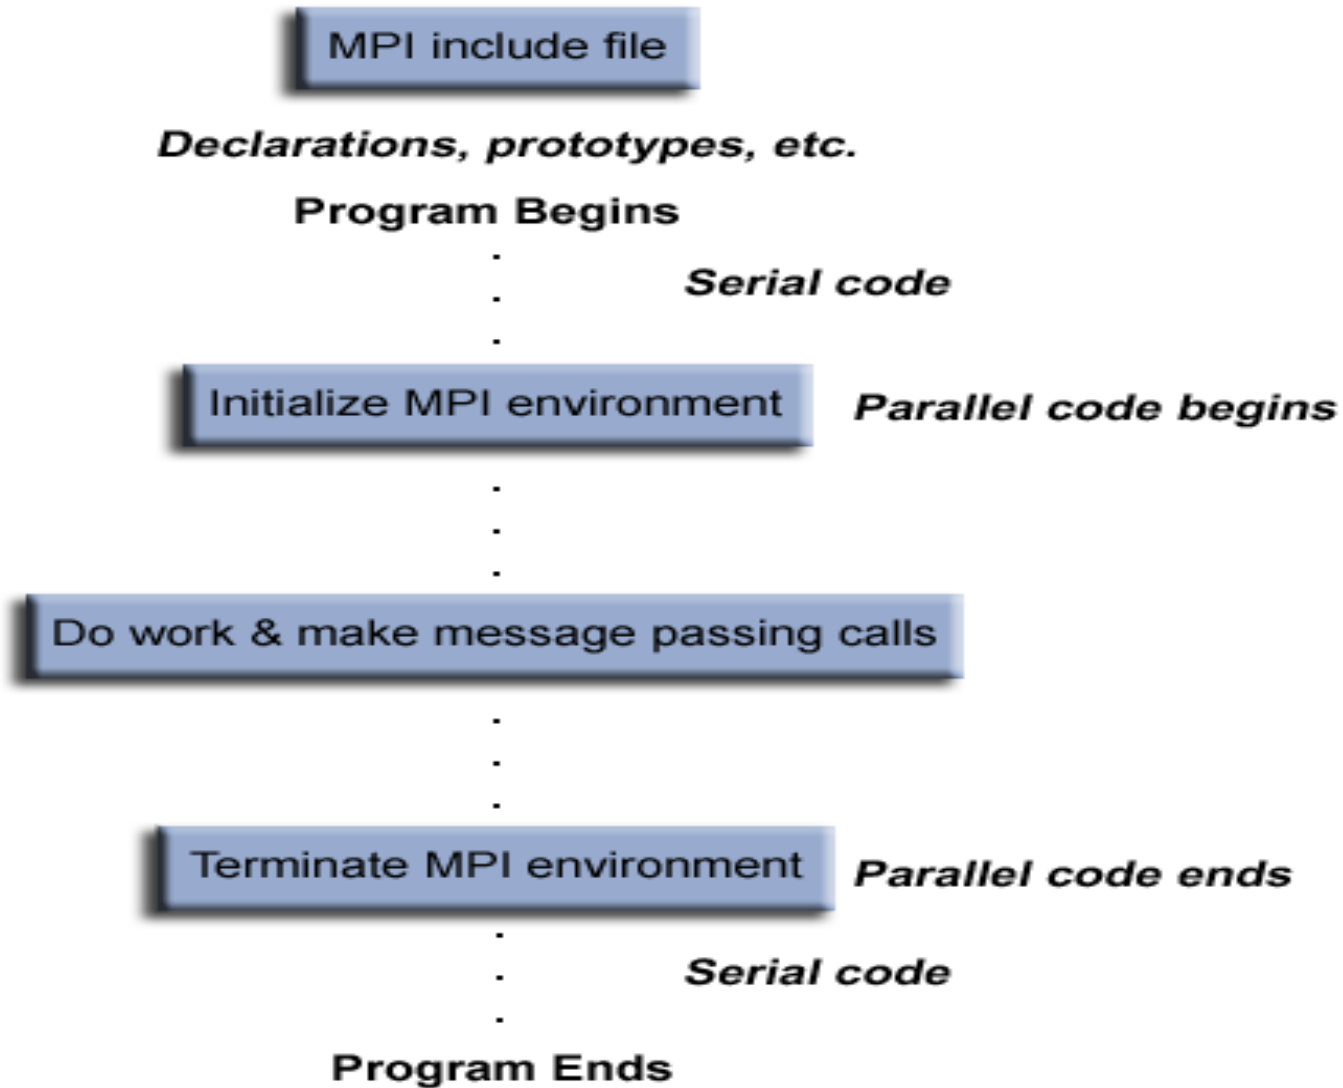 MPI include file
Declarations, prototypes, etc.
Program Begins
Serial code
Initialize MPI environment
Parallel code begins
Do work & make message passing calls
Terminate MPI environment
Parallel code ends
Serial code
Program Ends